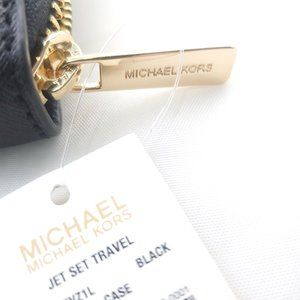 MICHAEL KORS
MICHAEL
MICHAEL KORS
JET SET TRAVEL
BLACK
CASE